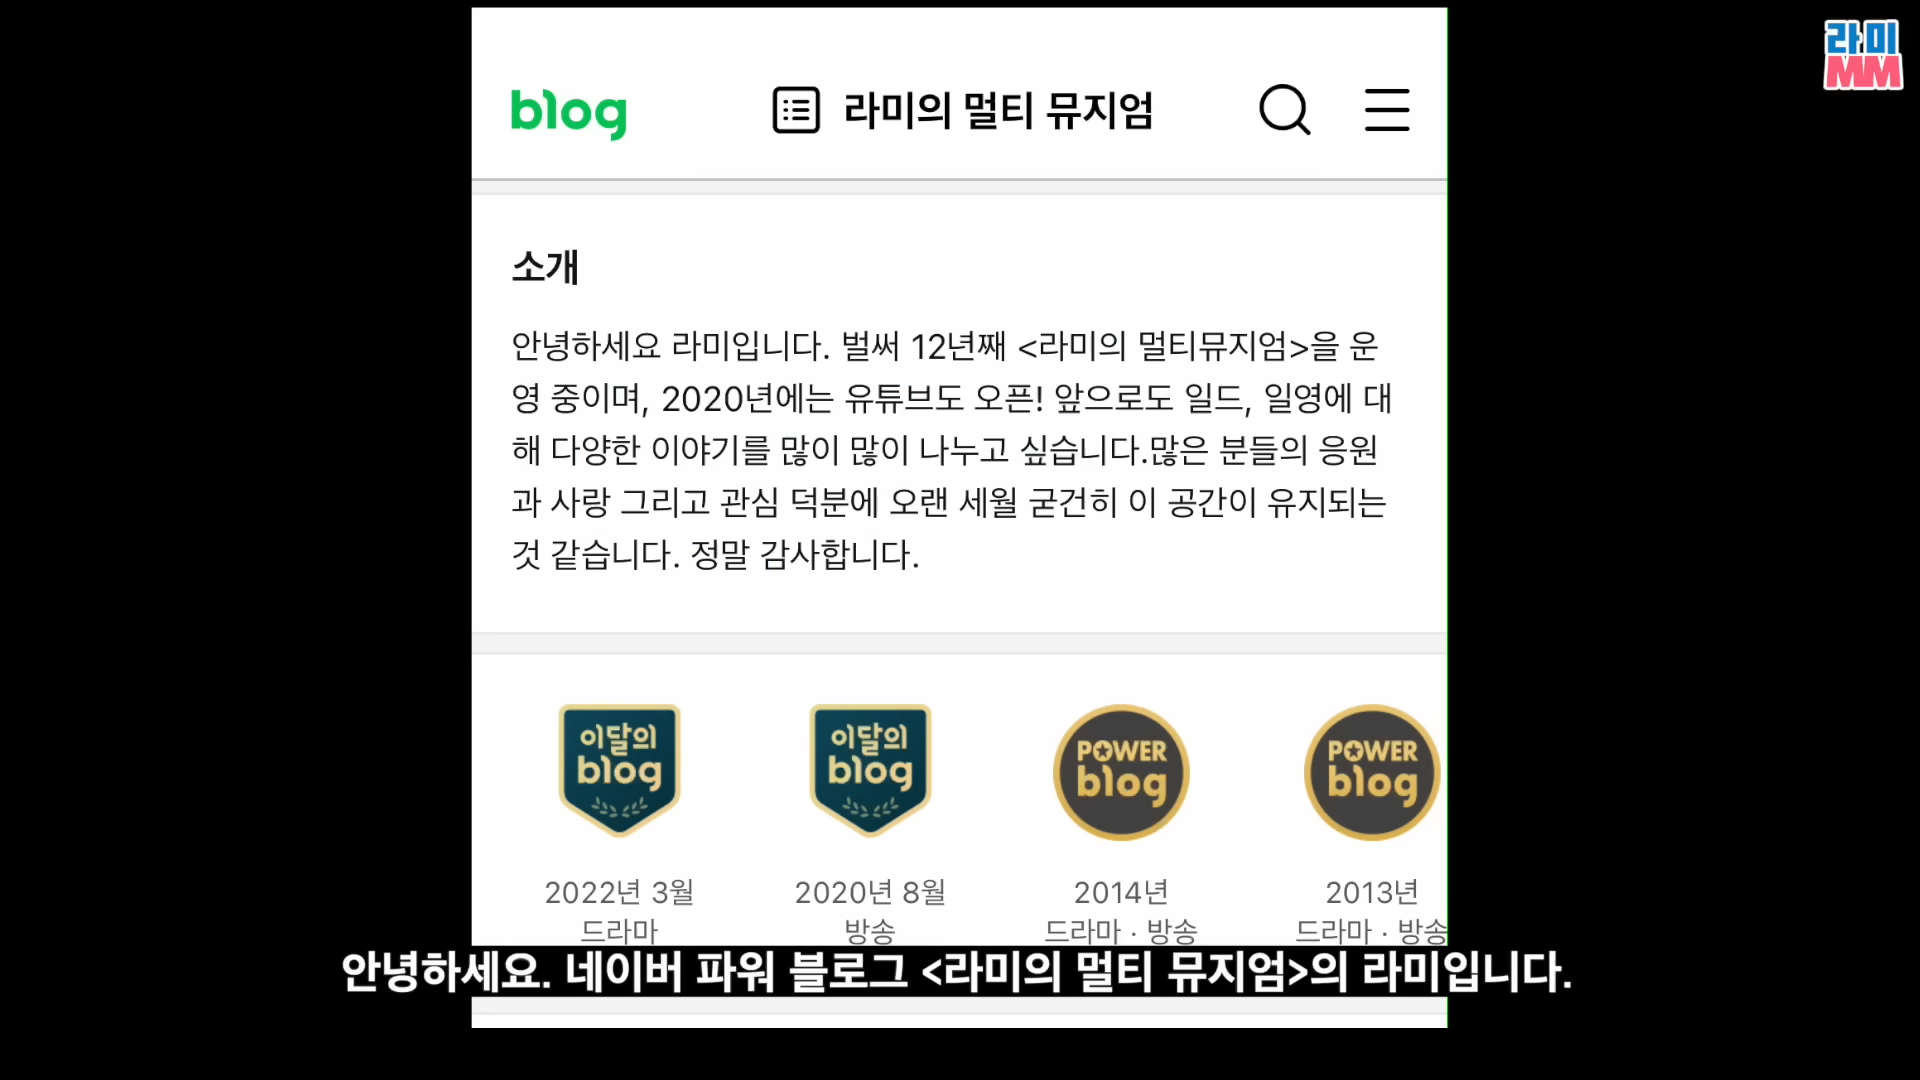 라미
MM
blog
라미의 멀티 뮤지엄
소개
안녕하세요 라미입니다. 벌써 12년째 <라미의 멀티뮤지엄>을 운
영 중이며, 2020년에는 유튜브도 오픈! 앞으로도 일드, 일영에 대
해 다양한 이야기를 많이 많이 나누고 싶습니다.많은 분들의 응원
과 사랑 그리고 관심 덕분에 오랜 세월 굳건히 이 공간이 유지되는
것 같습니다. 정말 감사합니다.
이달의
blog
이달의
blog
POWER
blog
POWER
blog
2022년 3월
드라마
2020년 8월
방송
2014년
드라마 · 방송
2013년
드라마 · 방송
안녕하세요. 네이버 파워 블로그 <라미의 멀티 뮤지엄>의 라미입니다.